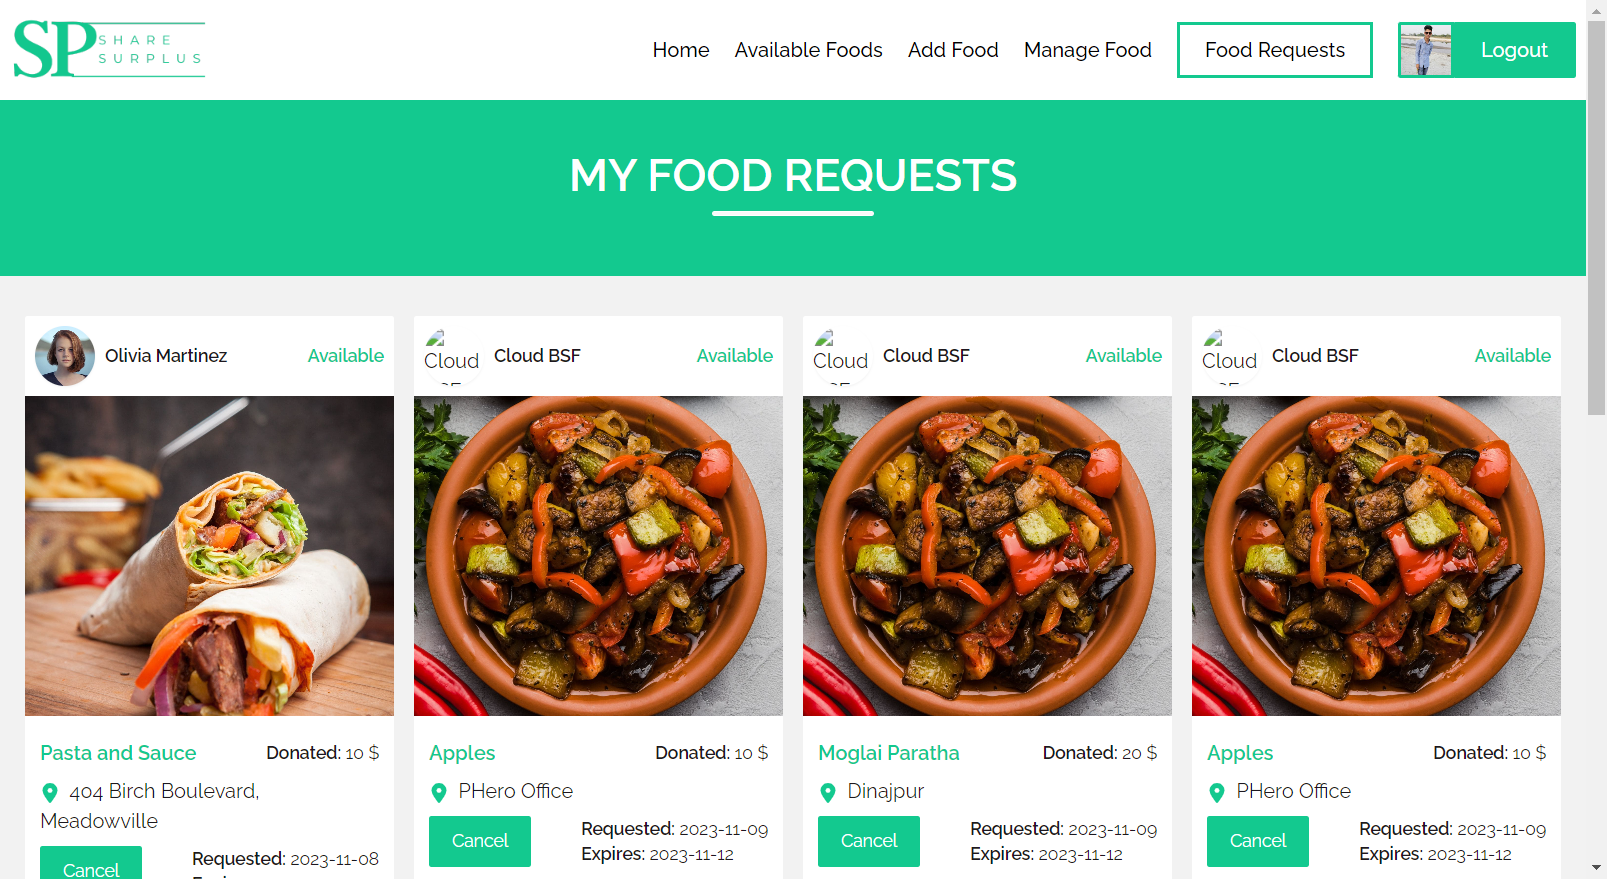 SP SHARE
SURPLUS
Home Available Foods Add Food Manage Food Food Requests Logout
MY FOOD REQUESTS
Olivia Martinez Available
Cloud Cloud BSF Available
Cloud Cloud BSF Available
Cloud Cloud BSF Available
Pasta and Sauce Donated: 10 $
404 Birch Boulevard,
Meadowville
Cancel Requested: 2023-11-08
Apples Donated: 10 $
PHero Office
Cancel Requested: 2023-11-09
Expires: 2023-11-12
Moglai Paratha Donated: 20 $
Dinajpur
Cancel Requested: 2023-11-09
Expires: 2023-11-12
Apples Donated: 10 $
PHero Office
Cancel Requested: 2023-11-09
Expires: 2023-11-12